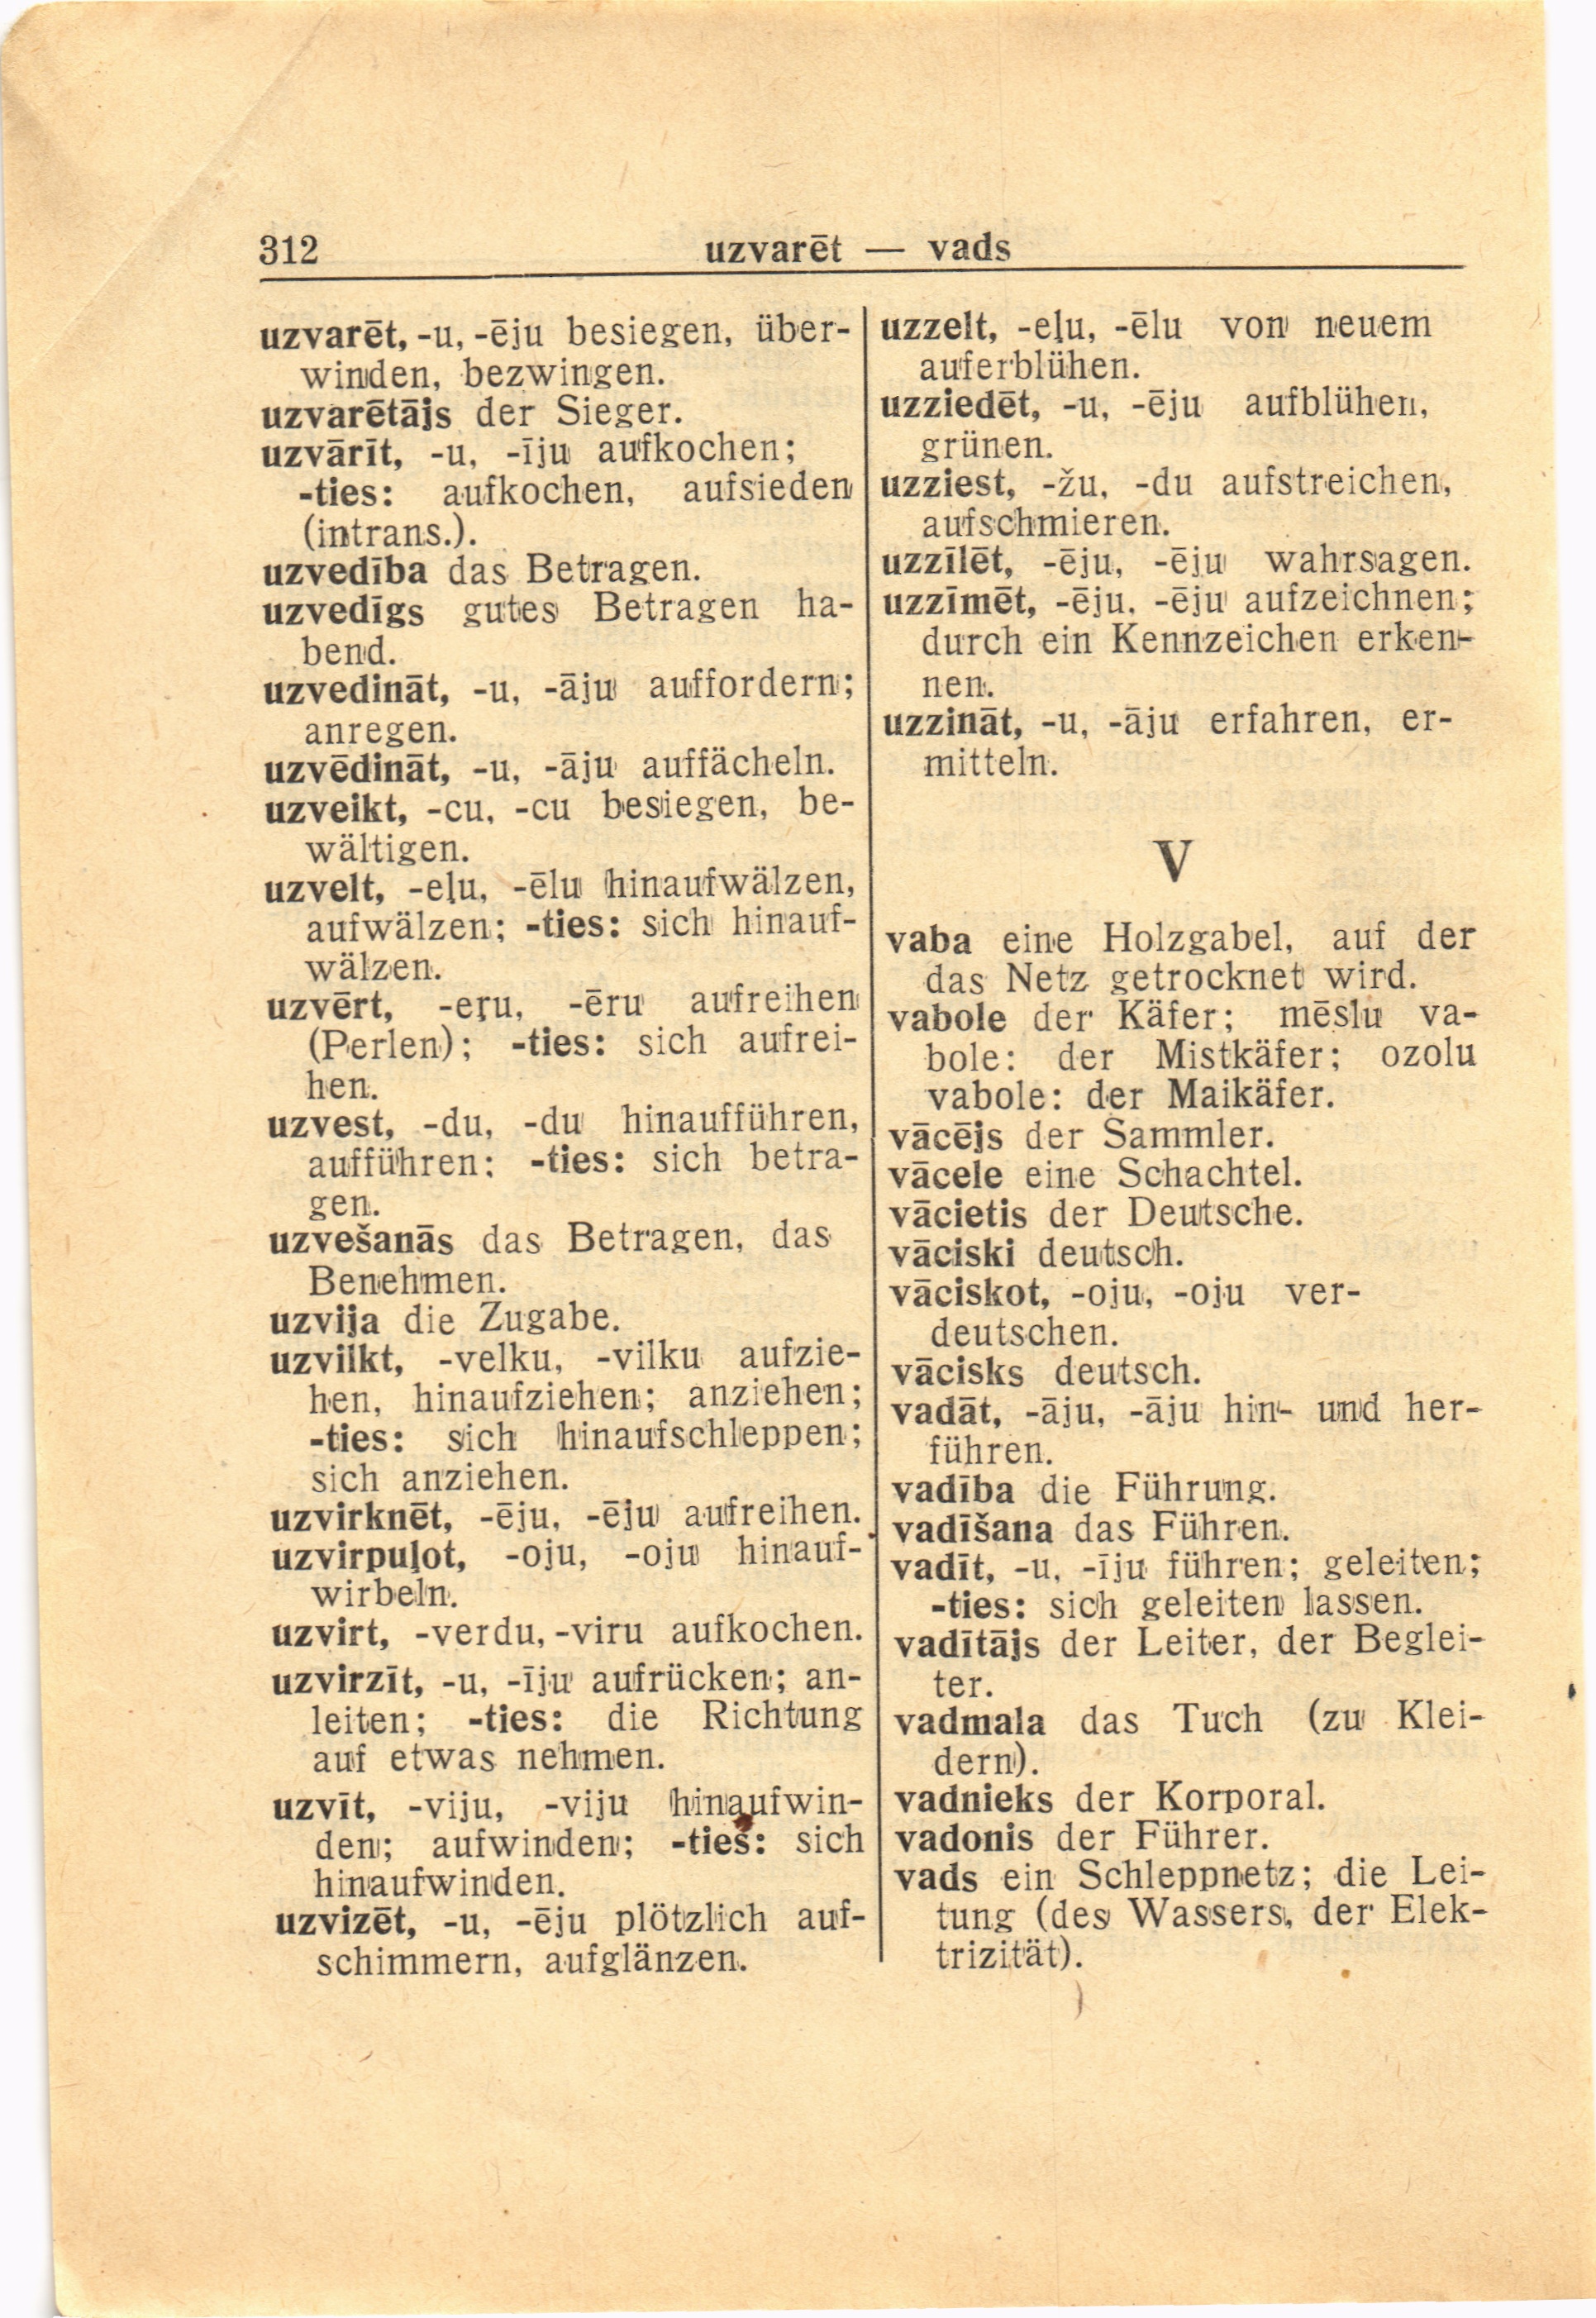 312
uzvarēt — vads
uzvarēt, -u, -ēju besiegen, über-
winden, bezwingen.
uzvarētājs der Sieger.
uzvārīt, -u, -īju aufkochen;
-ties: aufkochen, aufsieden
(intrans.).
uzvedība das Betragen.
uzvedīgs gutes Betragen ha-
bend.
uzvedināt, -u, -āju auffordern;
anregen.
uzvēdināt, -u, -āju auffächeln.
uzveikt, -cu, -cu besiegen, be-
wältigen.
uzvelt, -eļu, -ēlu hinaufwälzen,
aufwälzen; -ties: sich hinauf-
wälzen.
uzvērt, -eŗu, -ēru aufreihen
(Perlen); -ties: sich aufrei-
hen.
uzvest, -du, -du hinaufführen,
aufführen; -ties: sich betra-
gen.
uzvešanās das Betragen, das
Benehmen.
uzvija die Zugabe.
uzvilkt, -velku, -vilku aufzie-
hen, hinaufziehen; anziehen;
-ties: sich hinaufschleppen;
sich anziehen.
uzvirknēt, -ēju, -ēju aufreihen.
uzvirpuļot, -oju, -oju hinauf-
wirbeln.
uzvirt, -verdu, -viru aufkochen.
uzvirzīt, -u, -īju aufrücken; an-
leiten; -ties: die Richtung
auf etwas nehmen.
uzvīt, -viju, -viju hinaufwin-
den; aufwinden; -ties: sich
hinaufwinden.
uzvizēt, -u, -ēju plötzlich auf-
schimmern, aufglänzen.
uzzelt, -eļu, -ēlu von neuem
auferblühen.
uzziedēt, -u, -ēju aufblühen,
grünen.
uzziest, -žu, -du aufstreichen,
aufschmieren.
uzzīlēt, -ēju, -ēju wahrsagen.
uzzīmēt, -ēju, -ēju aufzeichnen;
durch ein Kennzeichen erken-
nen.
uzzināt, -u, -āju erfahren, er-
mitteln.
V
vaba eine Holzgabel, auf der
das Netz getrocknet wird.
vabole der Käfer; mēslu va-
bole: der Mistkäfer; ozolu
vabole: der Maikäfer.
vācējs der Sammler.
vācele eine Schachtel.
vācietis der Deutsche.
vāciski deutsch.
vāciskot, -oju, -oju ver-
deutschen.
vācisks deutsch.
vadāt, -āju, -āju hin- und her-
führen.
vadība die Führung.
vadīšana das Führen.
vadīt, -u, -īju führen; geleiten;
-ties: sich geleiten lassen.
vadītājs der Leiter, der Beglei-
ter.
vadmala das Tuch (zu Klei-
dern).
vadnieks der Korporal.
vadonis der Führer.
vads ein Schleppnetz; die Lei-
tung (des Wassers, der Elek-
trizität).